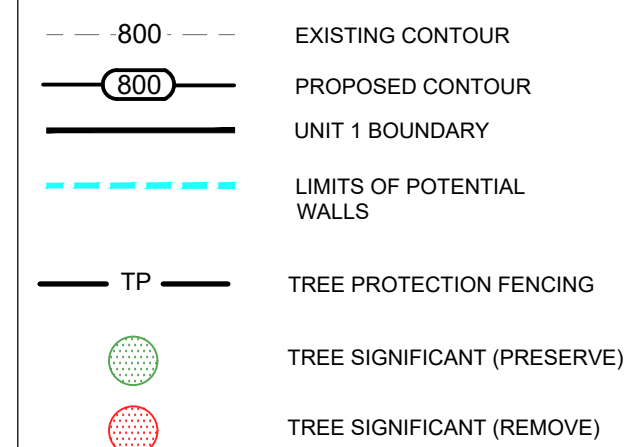 800 EXISTING CONTOUR
800 PROPOSED CONTOUR
UNIT 1 BOUNDARY
LIMITS OF POTENTIAL
WALLS
TP TREE PROTECTION FENCING
TREE SIGNIFICANT (PRESERVE)
TREE SIGNIFICANT (REMOVE)